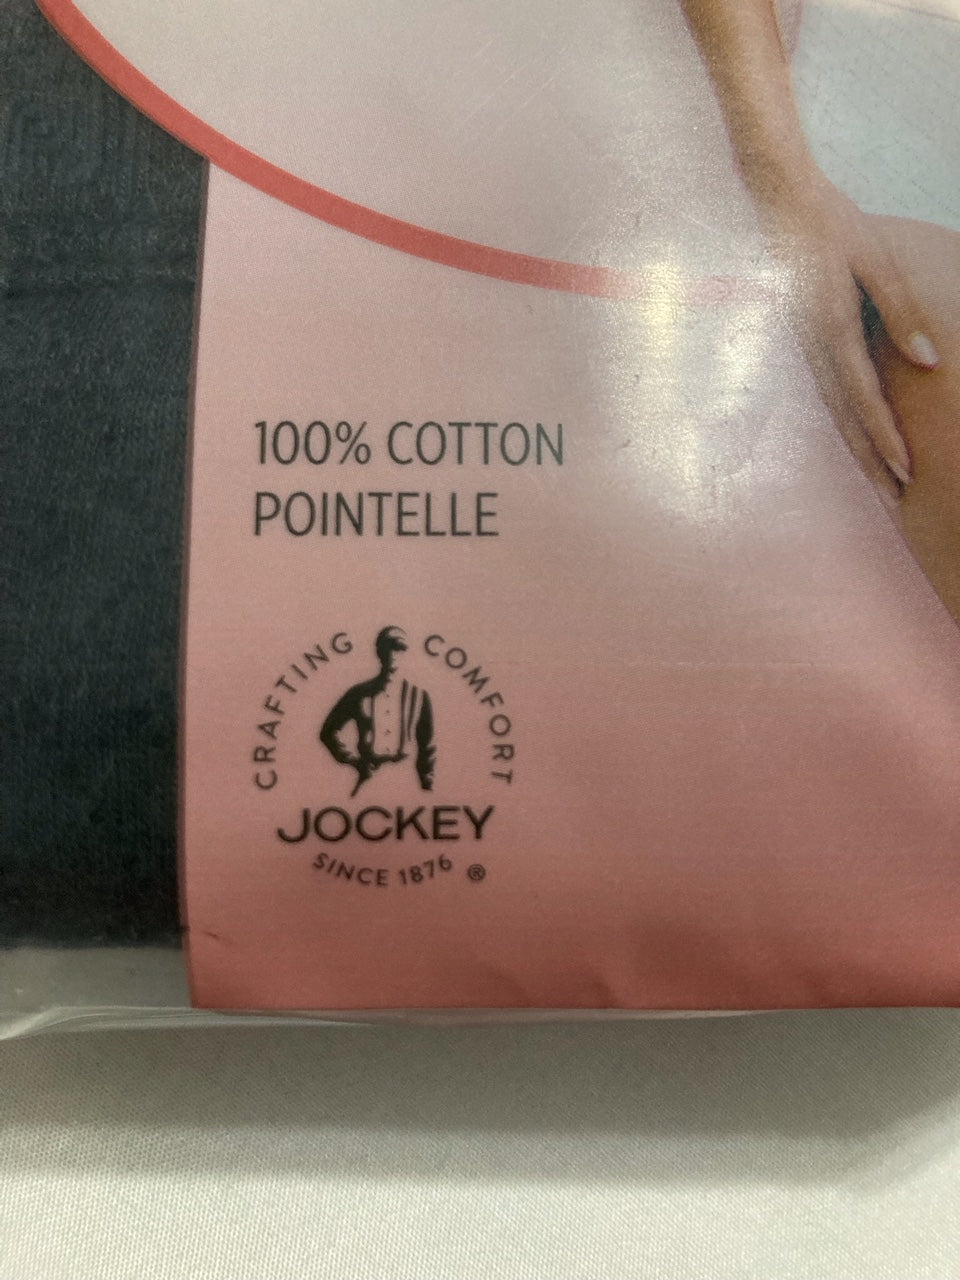 100% COTTON
POINTELLE
CRAFTING COMFORT
JOCKEY
SINCE 1876 ®